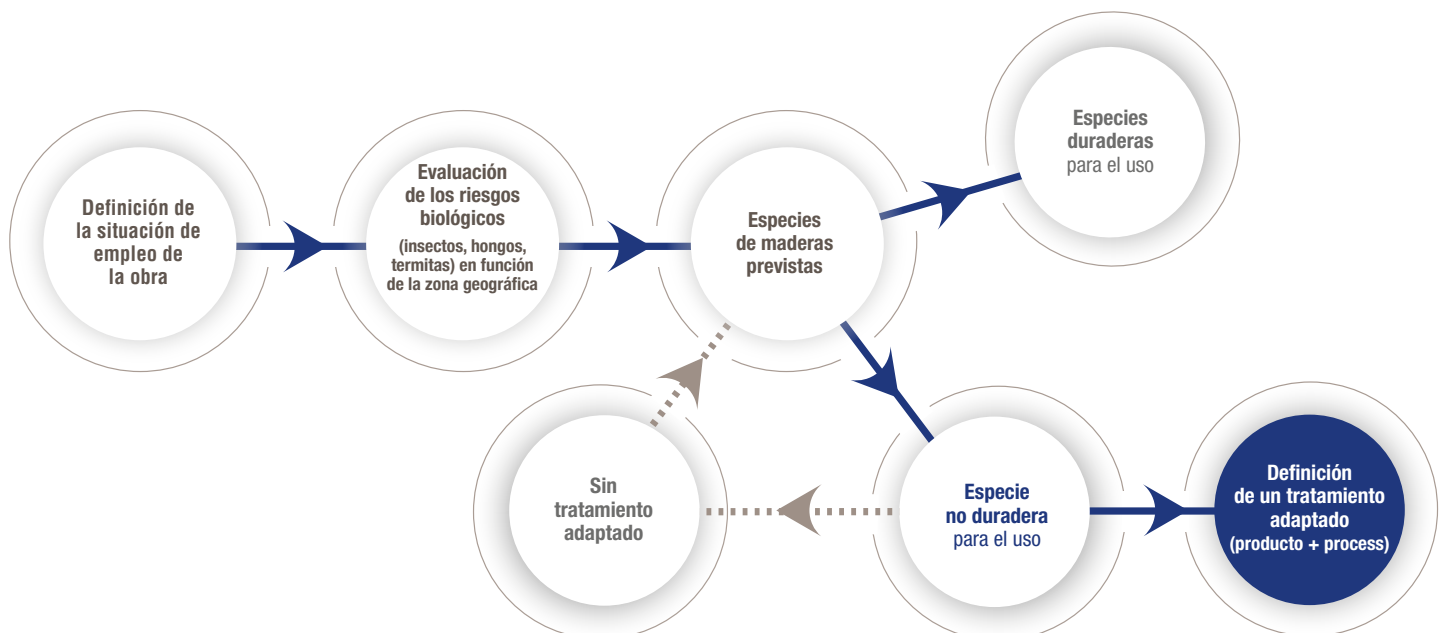 Definición de
la situación de
empleo de
la obra
Evaluación
de los riesgos
biológicos
(insectos, hongos,
termitas) en función
de la zona geográfica
Especies
de maderas
previstas
Especies
duraderas
para el uso
Sin
tratamiento
adaptado
Especie
no duradera
para el uso
Definición
de un tratamiento
adaptado
(producto + process)